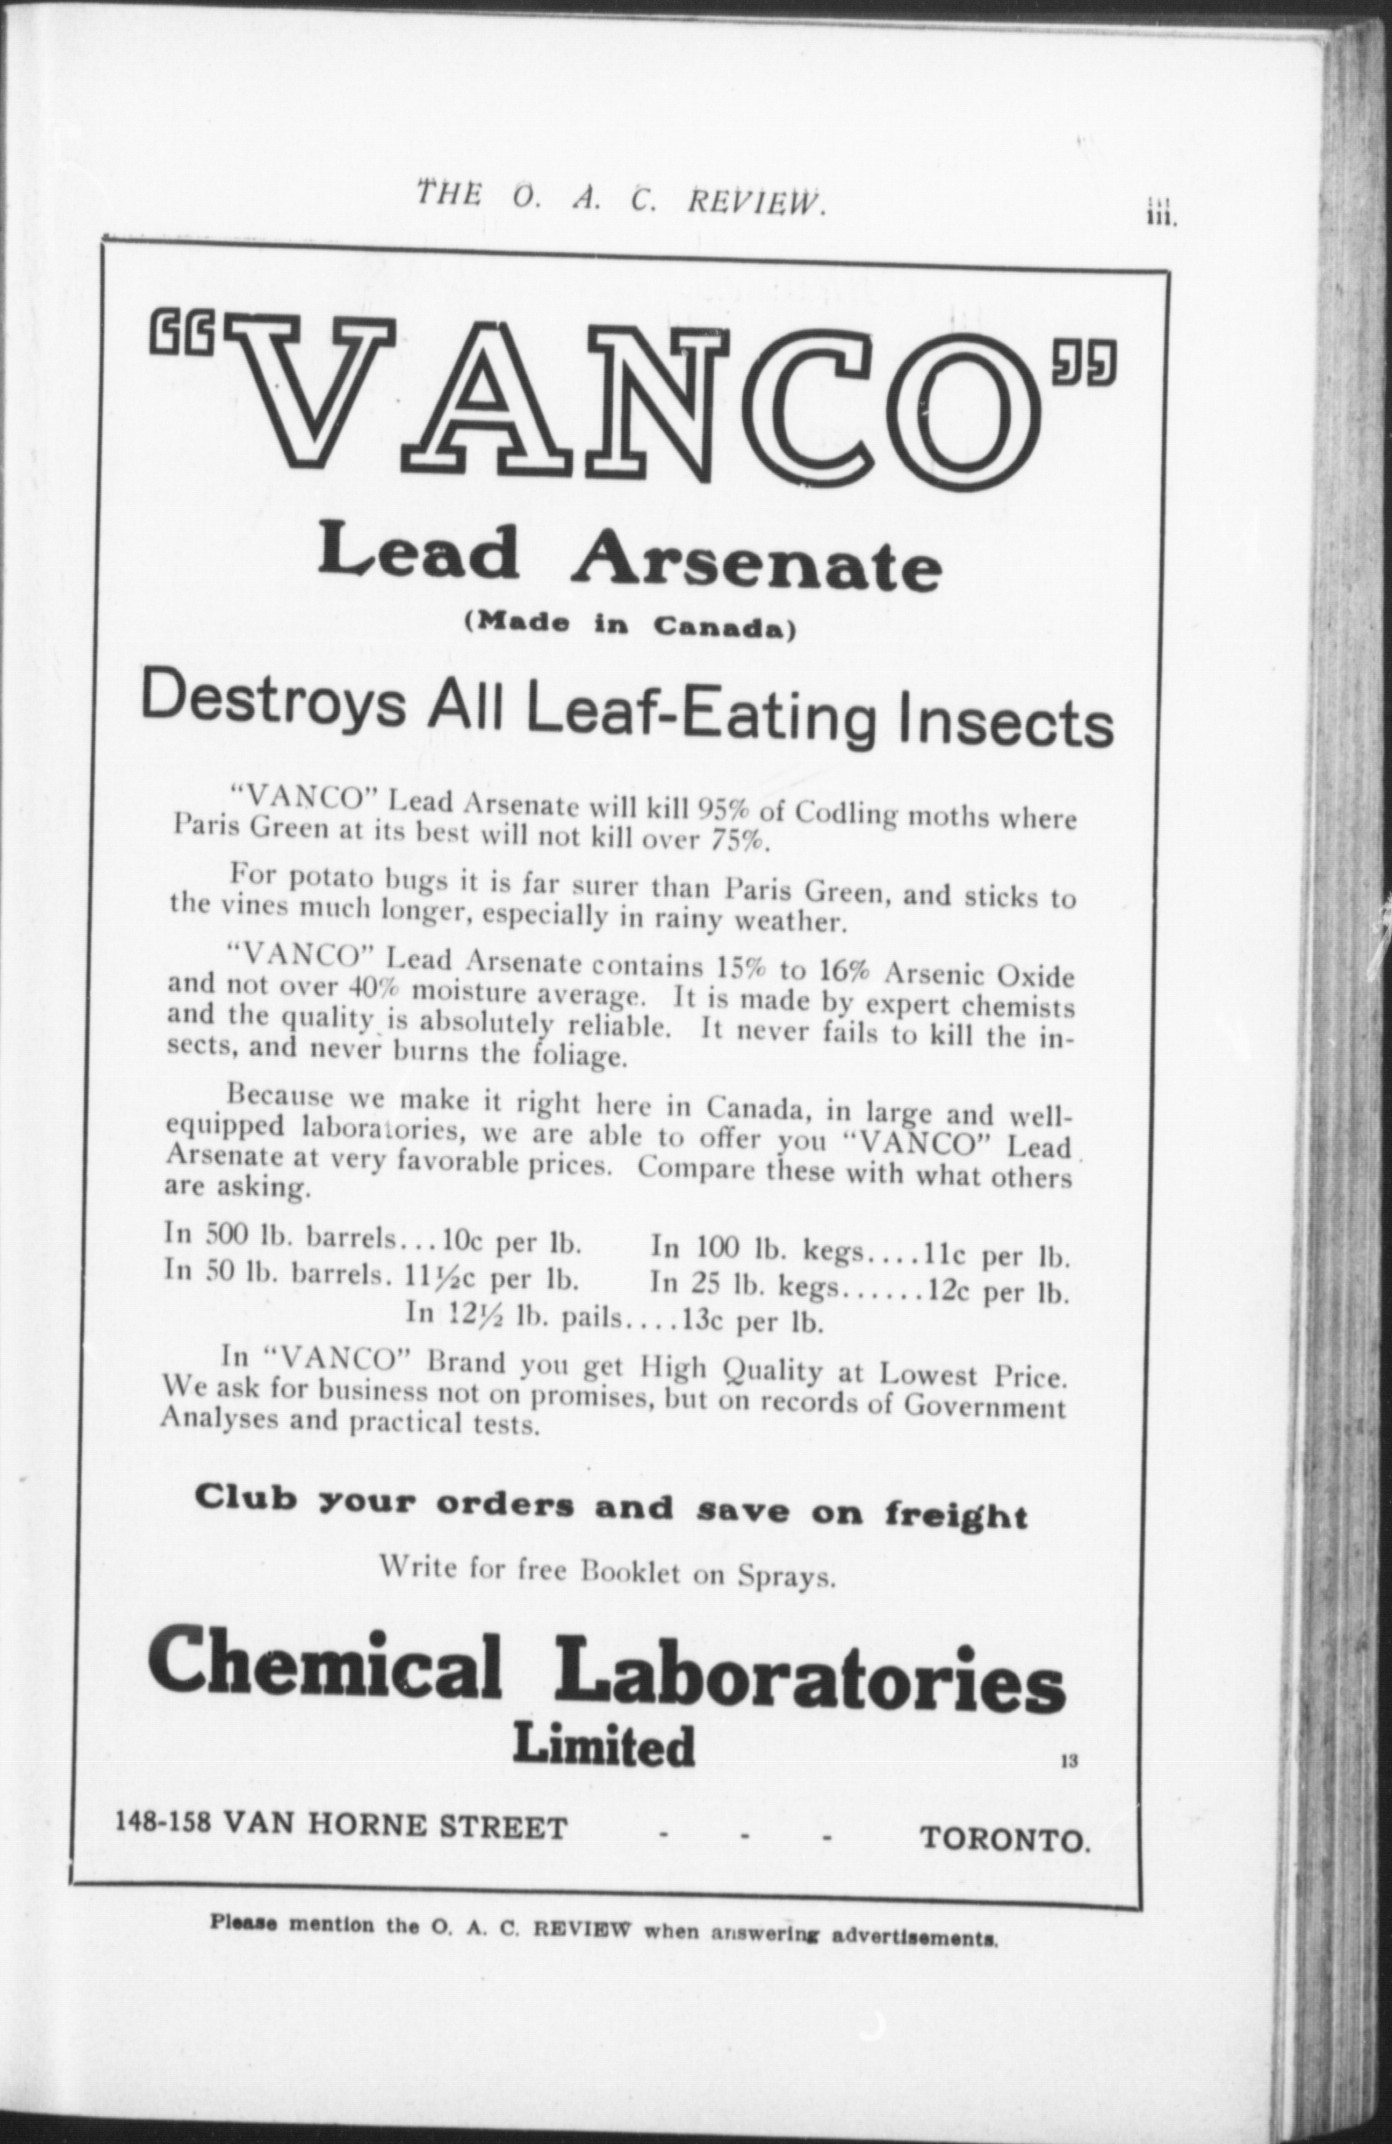 THE O. A. C. REVIEW.
iii.
“VANCO”
Lead Arsenate
(Made in Canada)
Destroys All Leaf-Eating Insects
“VANCO” Lead Arsenate will kill 95% of Codling moths where
Paris Green at its best will not kill over 75%.
For potato bugs it is far surer than Paris Green, and sticks to
the vines much longer, especially in rainy weather.
“VANCO” Lead Arsenate contains 15% to 16% Arsenic Oxide
and not over 40% moisture average. It is made by expert chemists
and the quality is absolutely reliable. It never fails to kill the in-
sects, and never burns the foliage.
Because we make it right here in Canada, in large and well-
equipped laboratories, we are able to offer you “VANCO” Lead
Arsenate at very favorable prices. Compare these with what others
are asking.
In 500 lb. barrels...10c per lb. In 100 lb. kegs....11c per lb.
In 50 lb. barrels. 11½c per lb. In 25 lb. kegs......12c per lb.
In 12½ lb. pails....13c per lb.
In “VANCO” Brand you get High Quality at Lowest Price.
We ask for business not on promises, but on records of Government
Analyses and practical tests.
Club your orders and save on freight
Write for free Booklet on Sprays.
Chemical Laboratories
Limited
13
148-158 VAN HORNE STREET - - - TORONTO.
Please mention the O. A. C. REVIEW when answering advertisements.